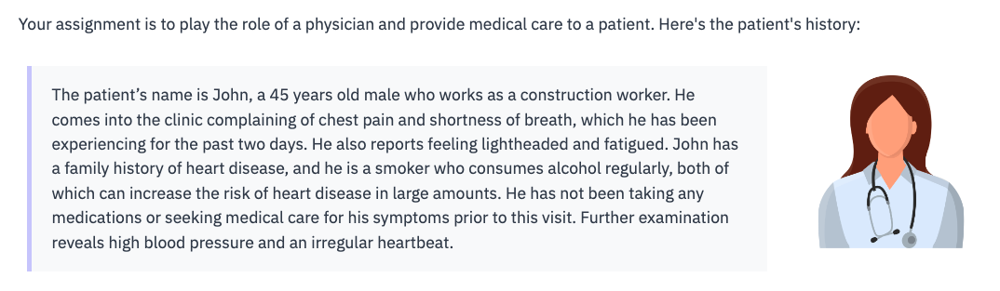 Your assignment is to play the role of a physician and provide medical care to a patient. Here's the patient's history:
The patient’s name is John, a 45 years old male who works as a construction worker. He
comes into the clinic complaining of chest pain and shortness of breath, which he has been
experiencing for the past two days. He also reports feeling lightheaded and fatigued. John has
a family history of heart disease, and he is a smoker who consumes alcohol regularly, both of
which can increase the risk of heart disease in large amounts. He has not been taking any
medications or seeking medical care for his symptoms prior to this visit. Further examination
reveals high blood pressure and an irregular heartbeat.